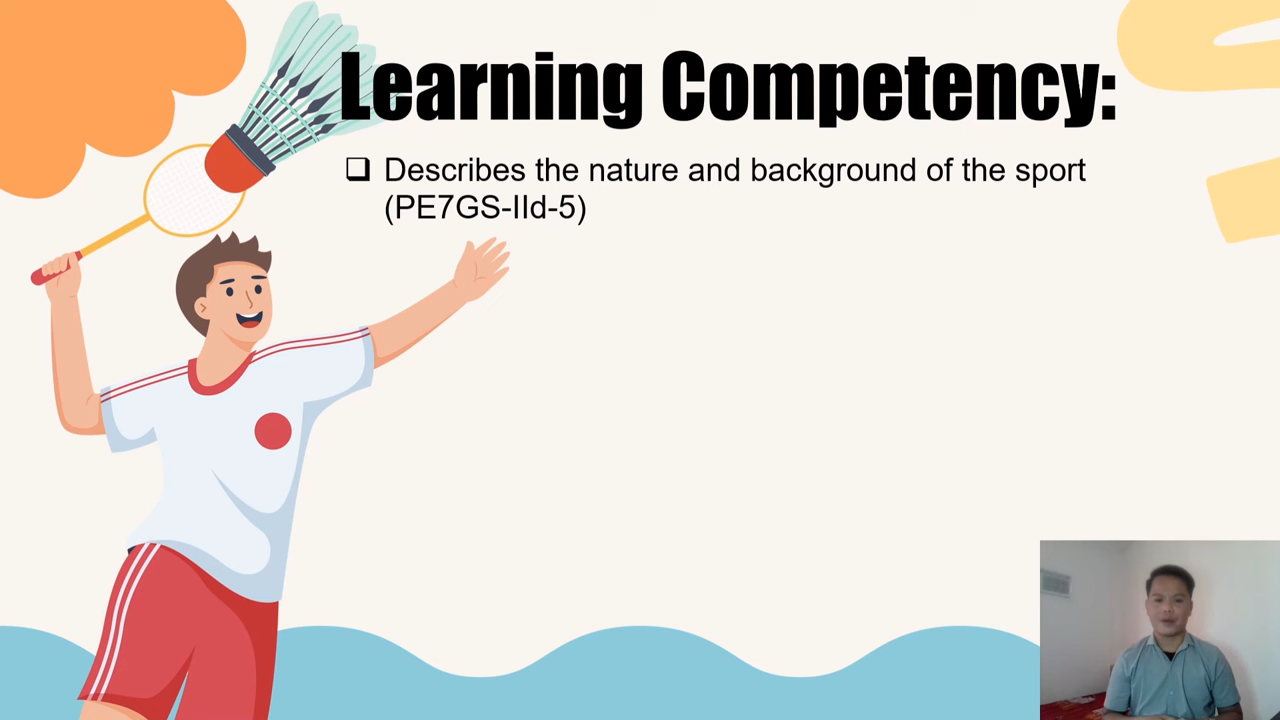 Learning Competency:
❑ Describes the nature and background of the sport
(PE7GS-IId-5)